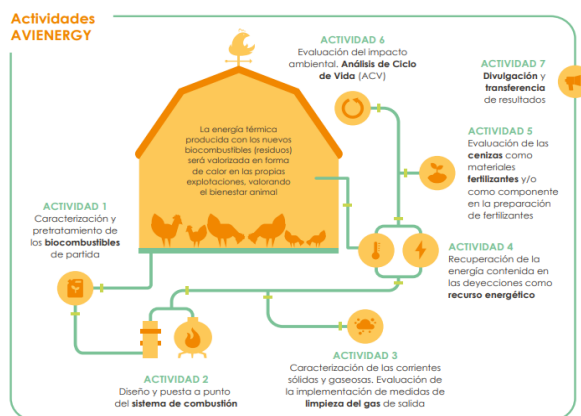 Actividades
AVIENERGY
ACTIVIDAD 6
Evaluación del impacto
ambiental. Análisis de Ciclo
de Vida (ACV)
ACTIVIDAD 7
Divulgación y
transferencia
de resultados
La energía térmica
producida con los nuevos
biocombustibles (residuos)
será valorizada en forma
de calor en las propias
explotaciones, valorando
el bienestar animal
ACTIVIDAD 5
Evaluación de las
cenizas como
materiales
fertilizantes y/o
como componente
en la preparación
de fertilizantes
ACTIVIDAD 1
Caracterización y
pretratamiento de
los biocombustibles
de partida
ACTIVIDAD 4
Recuperación de la
energía contenida en
las deyecciones como
recurso energético
ACTIVIDAD 2
Diseño y puesta a punto
del sistema de combustión
ACTIVIDAD 3
Caracterización de las corrientes
sólidas y gaseosas. Evaluación de
la implementación de medidas de
limpieza del gas de salida